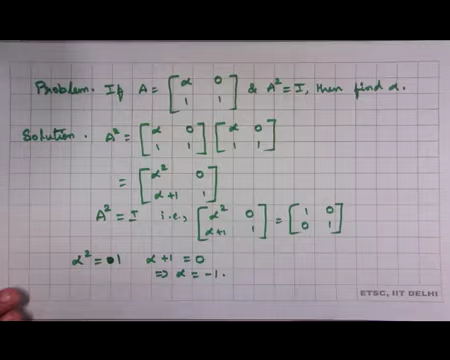 Problem. If A = [α 0; 1 1] & A² = I, then find α.
Solution. A² = [α 0; 1 1] [α 0; 1 1]
= [α² 0; α+1 1]
A² = I i.e., [α² 0; α+1 1] = [1 0; 0 1]
α² = 1 α+1 = 0
⇒ α = -1.
ETSC, IIT DELHI